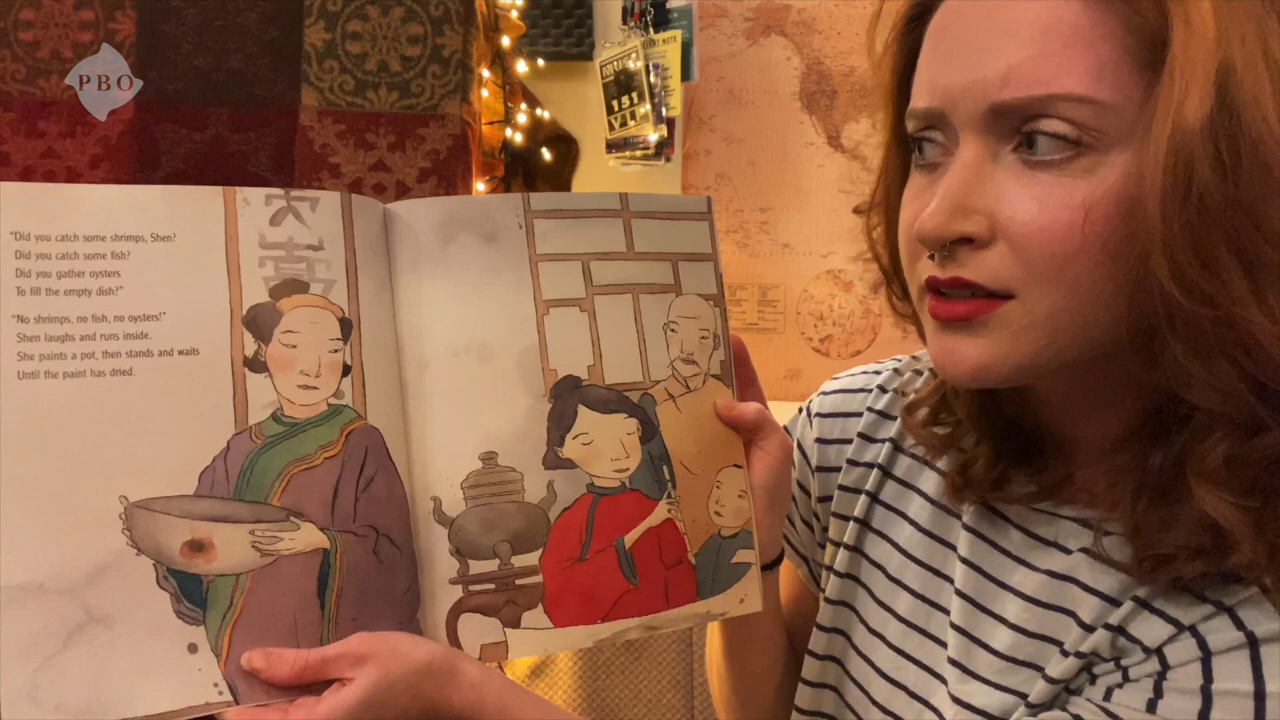 PBO
151
"Did you catch some shrimps, Shen?
Did you catch some fish?
Did you gather oysters
To fill the empty dish?"
"No shrimps, no fish, no oysters!"
Shen laughs and runs inside.
She paints a pot, then stands and waits
Until the paint has dried.